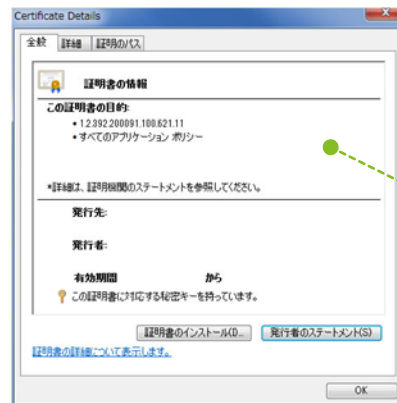 Certificate Details
全般 詳細 証明のパス
証明書の情報
この証明書の目的:
• 1.2.392.200091.100.621.11
• すべてのアプリケーション ポリシー
*詳細は、証明機関のステートメントを参照してください。
発行先:
発行者:
有効期間 から
この証明書に対応する秘密キーを持っています。
証明書のインストール(I)... 発行者のステートメント(S)
証明書の詳細について表示します。
OK